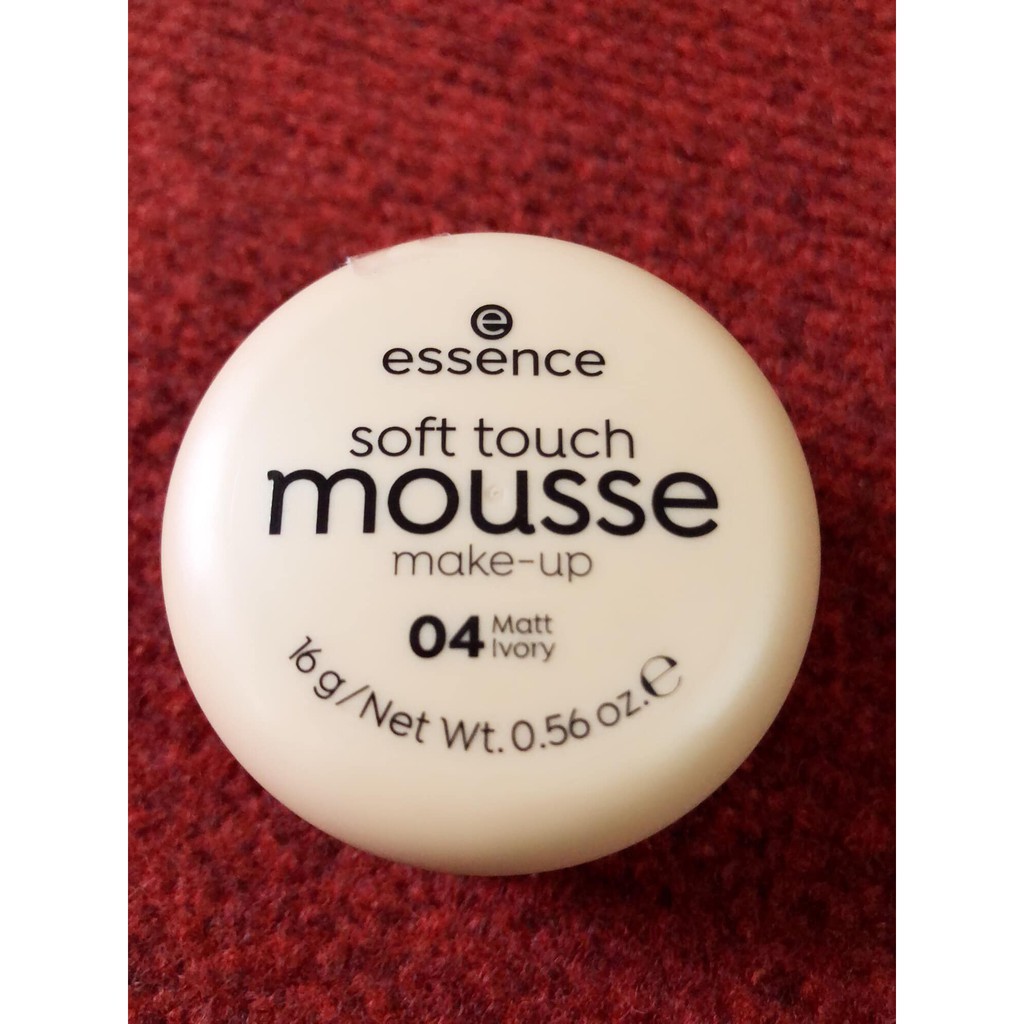 e
essence
soft touch
mousse
make-up
04 Matt
Ivory
16 g/Net Wt. 0.56 oz. ℮